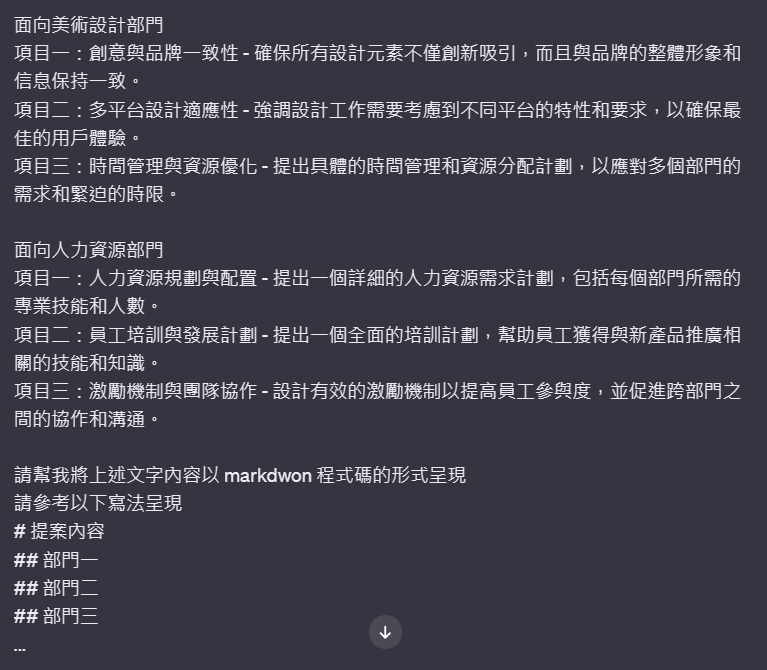 面向美術設計部門
項目一：創意與品牌一致性 - 確保所有設計元素不僅創新吸引，而且與品牌的整體形象和
信息保持一致。
項目二：多平台設計適應性 - 強調設計工作需要考慮到不同平台的特性和要求，以確保最
佳的用戶體驗。
項目三：時間管理與資源優化 - 提出具體的時間管理和資源分配計劃，以應對多個部門的
需求和緊迫的時限。
面向人力資源部門
項目一：人力資源規劃與配置 - 提出一個詳細的人力資源需求計劃，包括每個部門所需的
專業技能和人數。
項目二：員工培訓與發展計劃 - 提出一個全面的培訓計劃，幫助員工獲得與新產品推廣相
關的技能和知識。
項目三：激勵機制與團隊協作 - 設計有效的激勵機制以提高員工參與度，並促進跨部門之
間的協作和溝通。
請幫我將上述文字內容以 markdwon 程式碼的形式呈現
請參考以下寫法呈現
# 提案內容
## 部門一
## 部門二
## 部門三
...